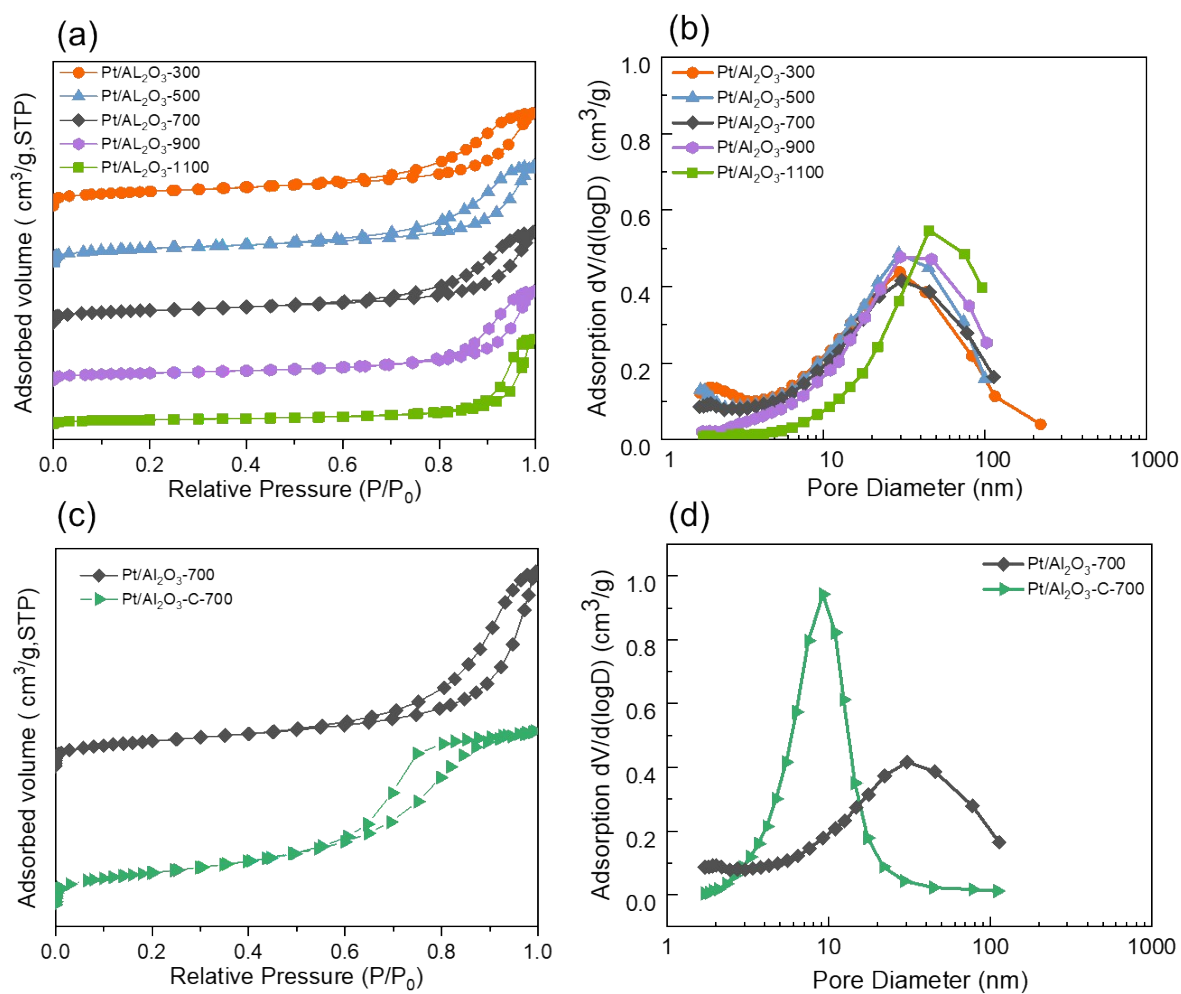 (a)
Pt/AL₂O₃-300
Pt/AL₂O₃-500
Pt/AL₂O₃-700
Pt/AL₂O₃-900
Pt/AL₂O₃-1100
Adsorbed volume ( cm³/g,STP)
0.0 0.2 0.4 0.6 0.8 1.0
Relative Pressure (P/P₀)
(b)
Pt/Al₂O₃-300
Pt/Al₂O₃-500
Pt/Al₂O₃-700
Pt/Al₂O₃-900
Pt/Al₂O₃-1100
Adsorption dV/d(logD) (cm³/g)
1.0
0.8
0.6
0.4
0.2
0.0
1 10 100 1000
Pore Diameter (nm)
(c)
Pt/Al₂O₃-700
Pt/Al₂O₃-C-700
Adsorbed volume ( cm³/g,STP)
0.0 0.2 0.4 0.6 0.8 1.0
Relative Pressure (P/P₀)
(d)
Pt/Al₂O₃-700
Pt/Al₂O₃-C-700
Adsorption dV/d(logD) (cm³/g)
1.0
0.8
0.6
0.4
0.2
0.0
1 10 100 1000
Pore Diameter (nm)